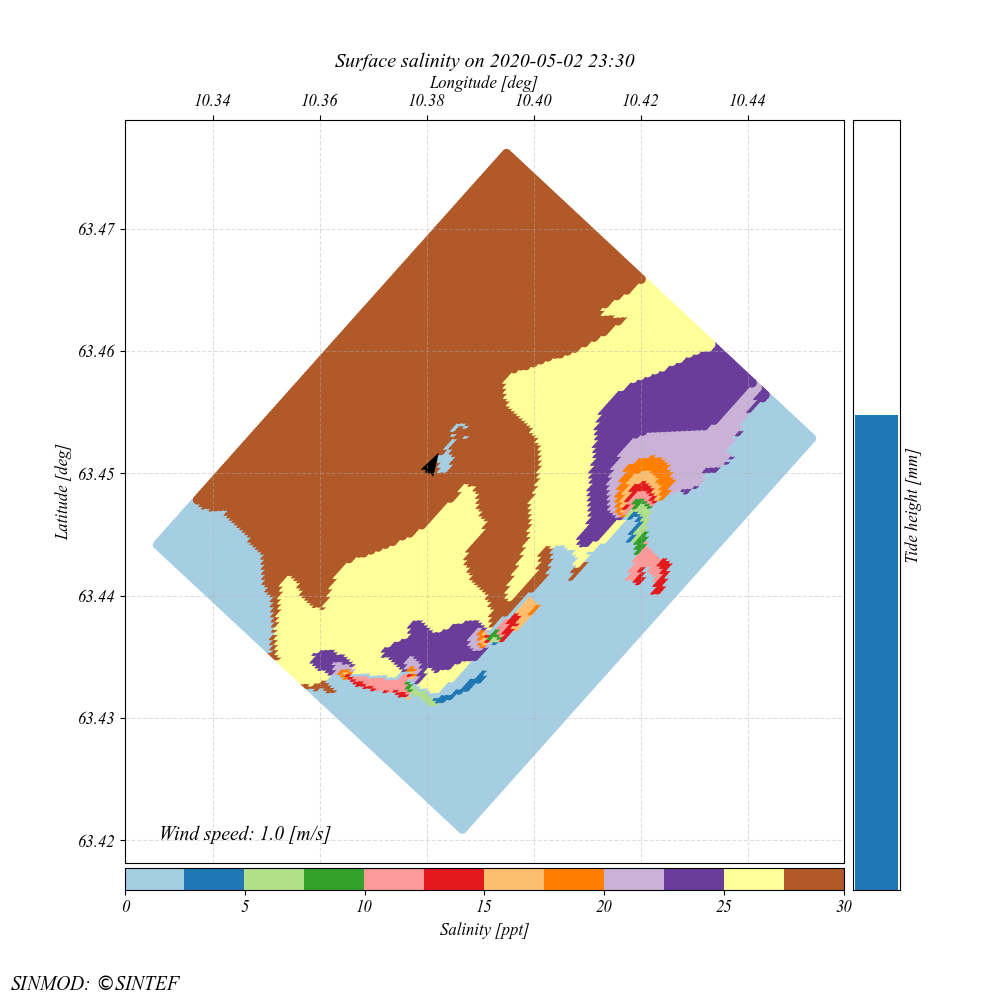 Surface salinity on 2020-05-02 23:30
Longitude [deg]
10.34 10.36 10.38 10.40 10.42 10.44
63.47
63.46
63.45
63.44
63.43
63.42
Latitude [deg]
Tide height [mm]
Wind speed: 1.0 [m/s]
0 5 10 15 20 25 30
Salinity [ppt]
SINMOD: ©SINTEF